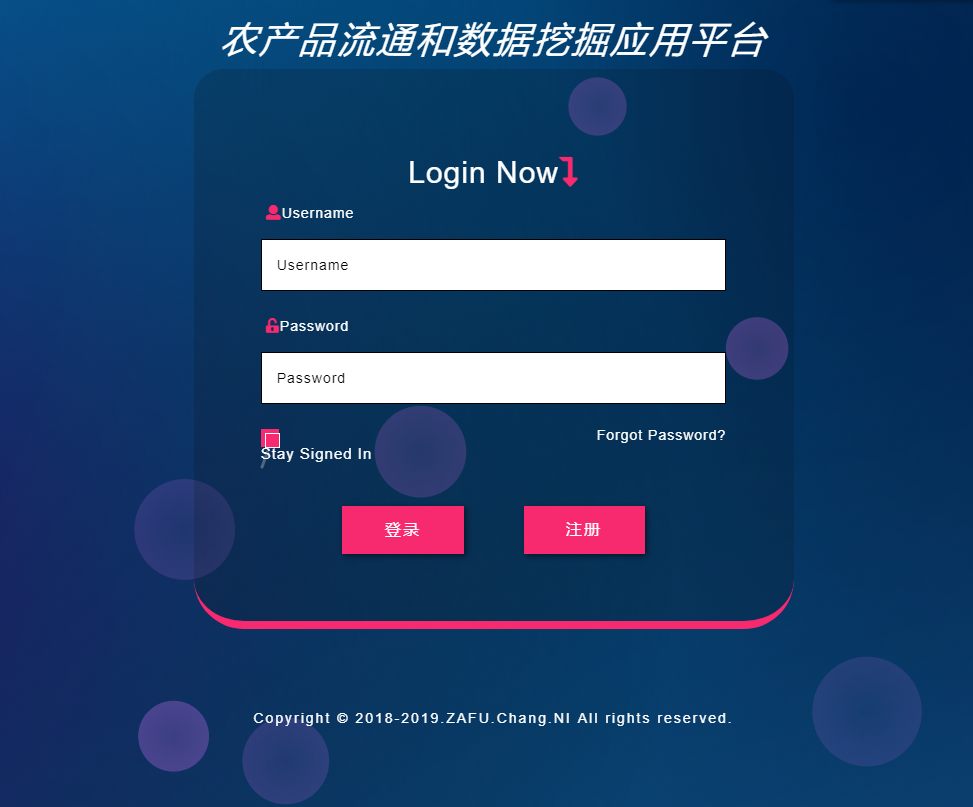 农产品流通和数据挖掘应用平台
Login Now
Username
Username
Password
Password
Forgot Password?
Stay Signed In
登录 注册
Copyright © 2018-2019.ZAFU.Chang.NI All rights reserved.